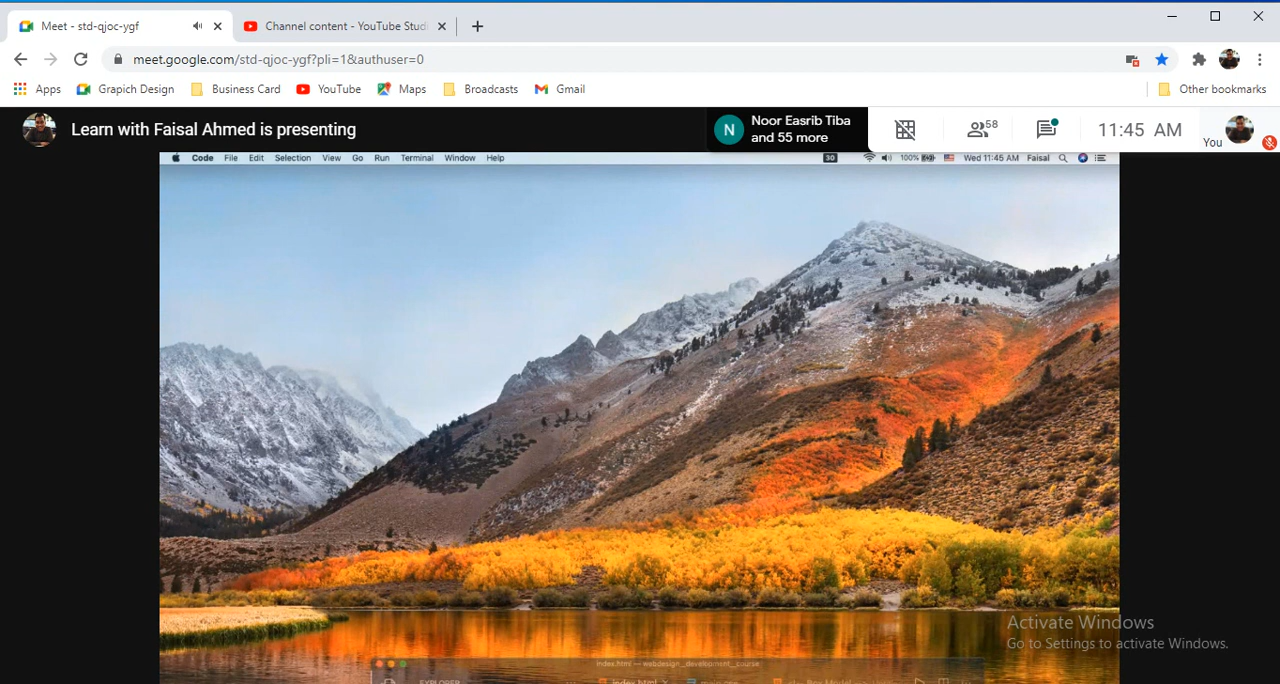 Meet - std-qjoc-ygf
Channel content - YouTube Studi
meet.google.com/std-qjoc-ygf?pli=1&authuser=0
Apps Grapich Design Business Card YouTube Maps Broadcasts Gmail Other bookmarks
Learn with Faisal Ahmed is presenting
N
Noor Easrib Tiba
and 55 more
58
11:45 AM
You
Code File Edit Selection View Go Run Terminal Window Help
30 100% Wed 11:45 AM Faisal
Activate Windows
Go to Settings to activate Windows.
index.html — webdesign_development_course
EXPLORER index.html